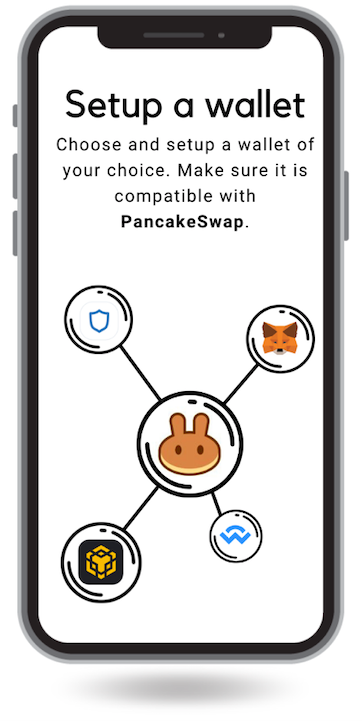 Setup a wallet
Choose and setup a wallet of
your choice. Make sure it is
compatible with
PancakeSwap.